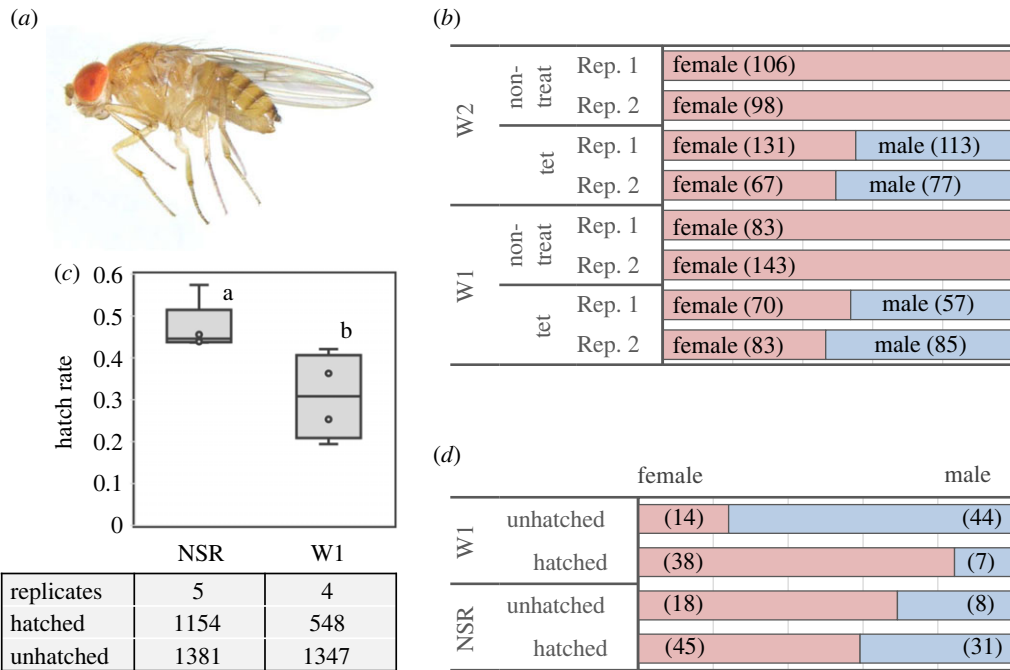 (a)
(b)
W2
non-
treat
Rep. 1
female (106)
Rep. 2
female (98)
tet
Rep. 1
female (131) male (113)
Rep. 2
female (67) male (77)
W1
non-
treat
Rep. 1
female (83)
Rep. 2
female (143)
tet
Rep. 1
female (70) male (57)
Rep. 2
female (83) male (85)
(c)
hatch rate
0.6
0.5
0.4
0.3
0.2
0.1
0
a
b
NSR W1
replicates 5 4
hatched 1154 548
unhatched 1381 1347
(d)
female male
W1
unhatched (14) (44)
hatched (38) (7)
NSR
unhatched (18) (8)
hatched (45) (31)